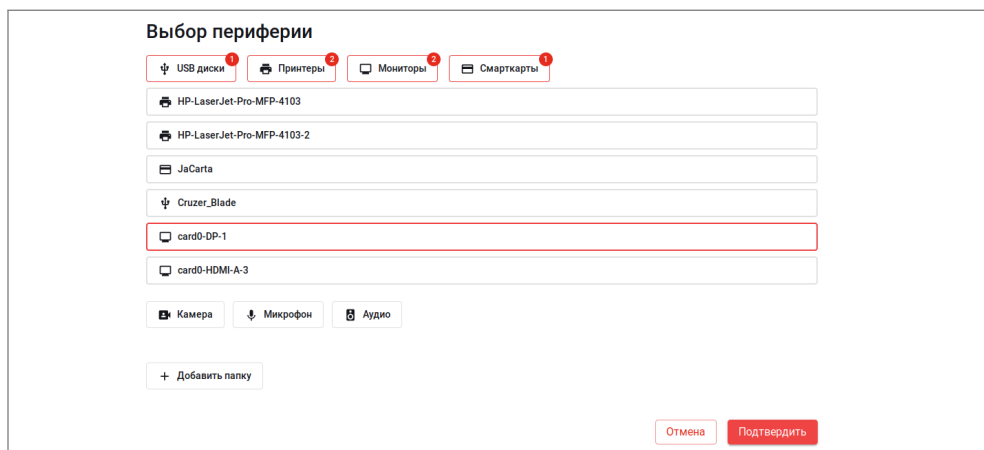 Выбор периферии
USB диски 1 Принтеры 2 Мониторы 2 Смарткарты 1
HP-LaserJet-Pro-MFP-4103
HP-LaserJet-Pro-MFP-4103-2
JaCarta
Cruzer_Blade
card0-DP-1
card0-HDMI-A-3
Камера Микрофон Аудио
+ Добавить папку
Отмена Подтвердить